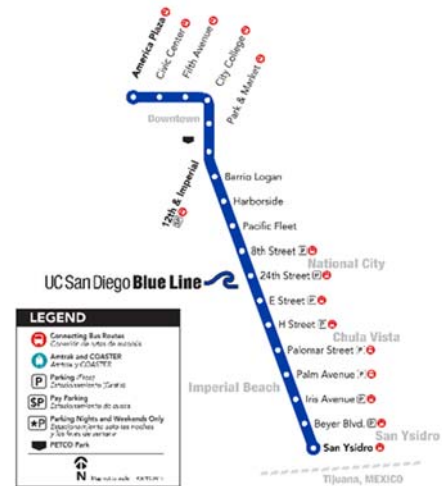 America Plaza
Civic Center
Fifth Avenue
City College
Park & Market
Downtown
12th & Imperial
SP
Barrio Logan
Harborside
Pacific Fleet
8th Street P
National City
24th Street P
UC San Diego Blue Line
E Street P
H Street P
Chula Vista
Palomar Street P
Palm Avenue P
Imperial Beach
Iris Avenue P
Beyer Blvd. P
San Ysidro
San Ysidro
Tijuana, MEXICO
LEGEND
Connecting Bus Routes
Amtrak and COASTER
Amtrak y COASTER
P Parking (Free)
SP Pay Parking
★P Parking Nights and Weekends Only
PETCO Park
N